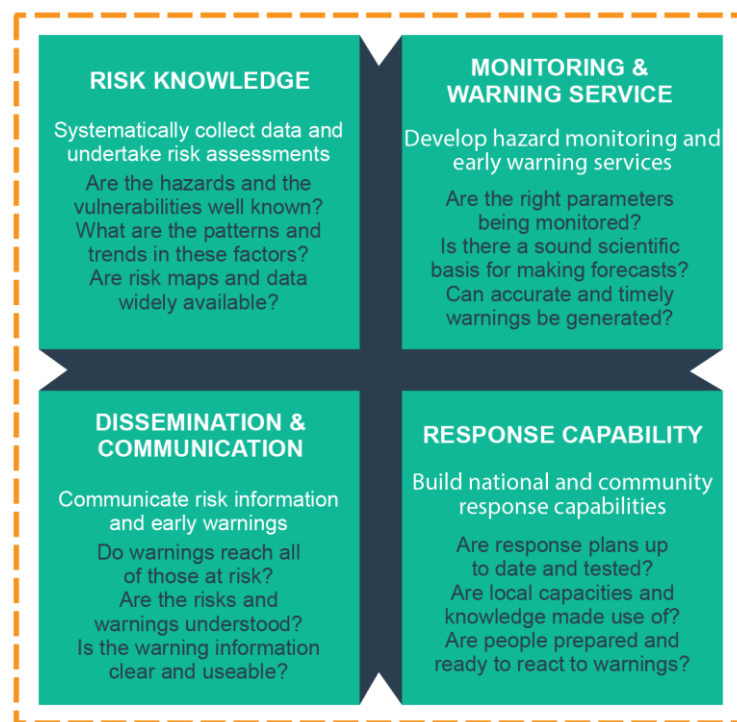 RISK KNOWLEDGE
Systematically collect data and
undertake risk assessments
Are the hazards and the
vulnerabilities well known?
What are the patterns and
trends in these factors?
Are risk maps and data
widely available?
MONITORING &
WARNING SERVICE
Develop hazard monitoring and
early warning services
Are the right parameters
being monitored?
Is there a sound scientific
basis for making forecasts?
Can accurate and timely
warnings be generated?
DISSEMINATION &
COMMUNICATION
Communicate risk information
and early warnings
Do warnings reach all
of those at risk?
Are the risks and
warnings understood?
Is the warning information
clear and useable?
RESPONSE CAPABILITY
Build national and community
response capabilities
Are response plans up
to date and tested?
Are local capacities and
knowledge made use of?
Are people prepared and
ready to react to warnings?